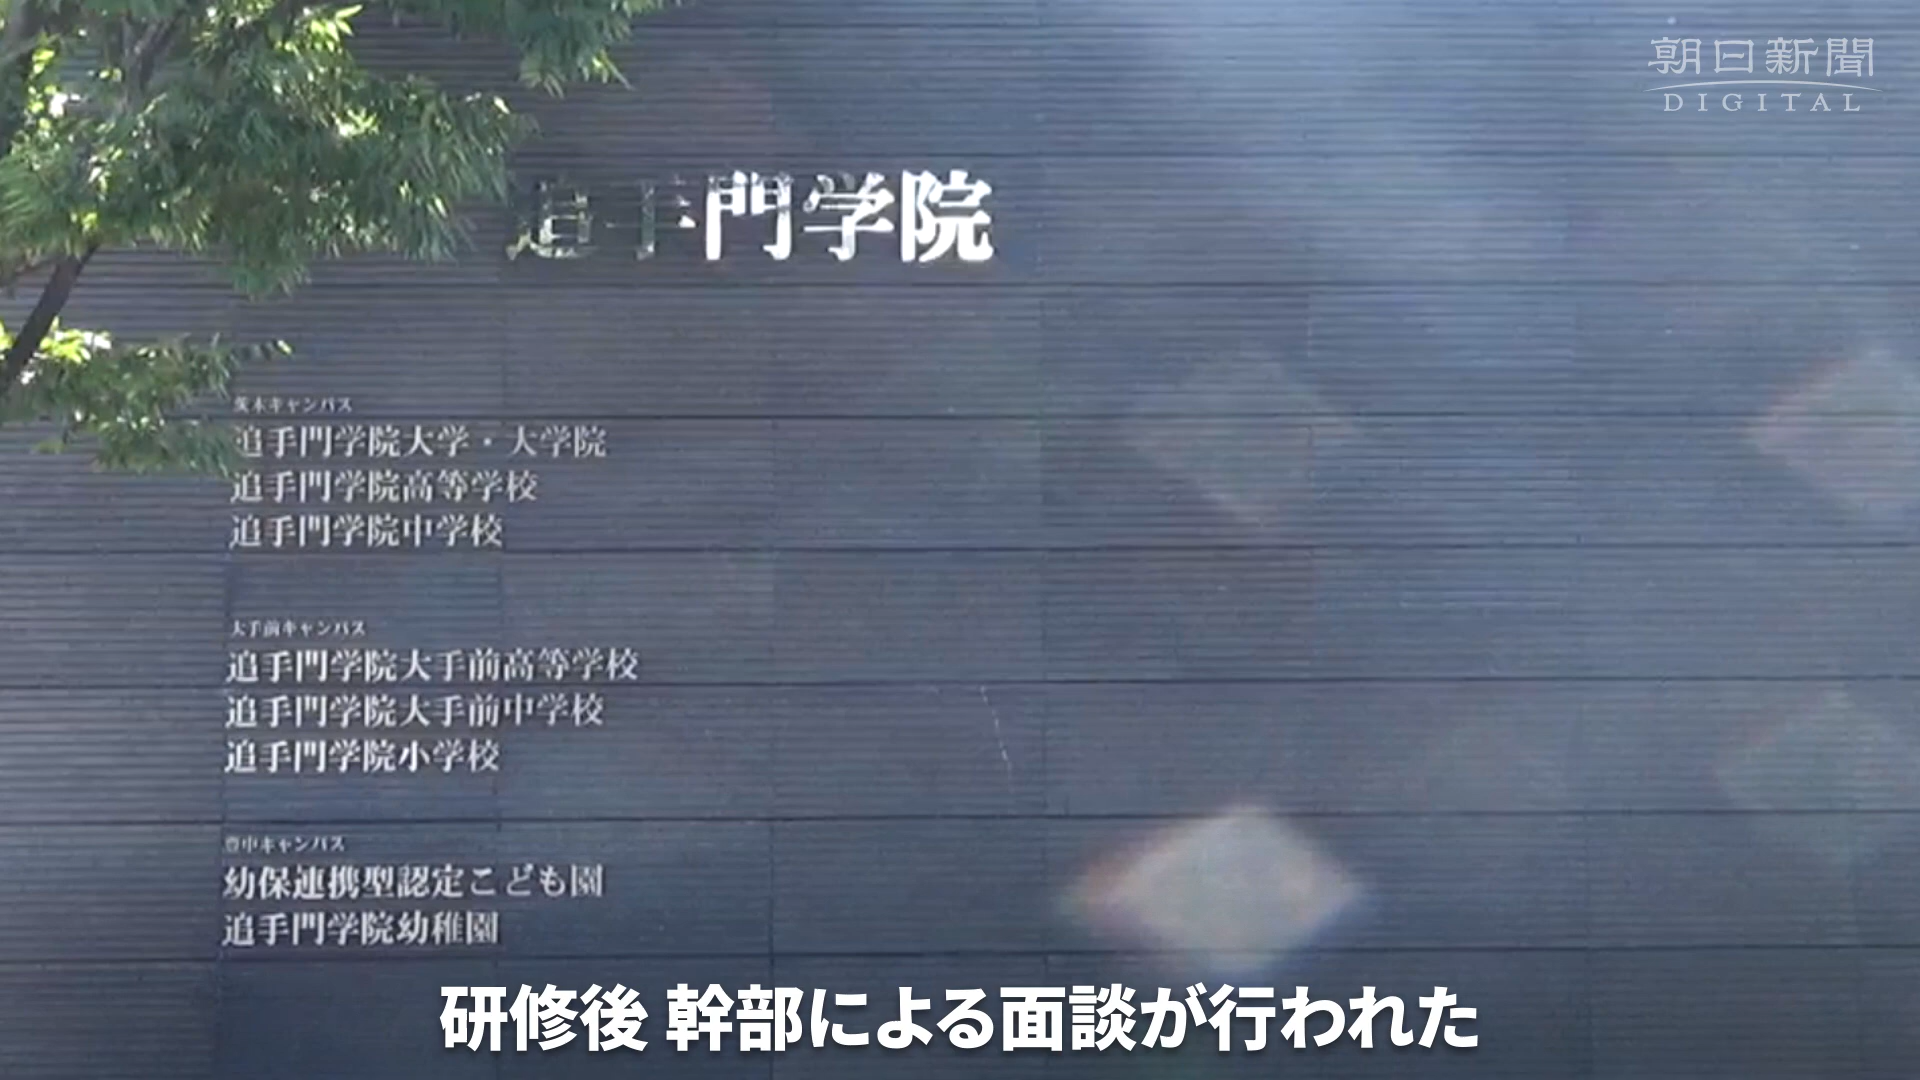 朝日新聞
DIGITAL
追手門学院
茨木キャンパス
追手門学院大学・大学院
追手門学院高等学校
追手門学院中学校
大手前キャンパス
追手門学院大手前高等学校
追手門学院大手前中学校
追手門学院小学校
豊中キャンパス
幼保連携型認定こども園
追手門学院幼稚園
研修後 幹部による面談が行われた